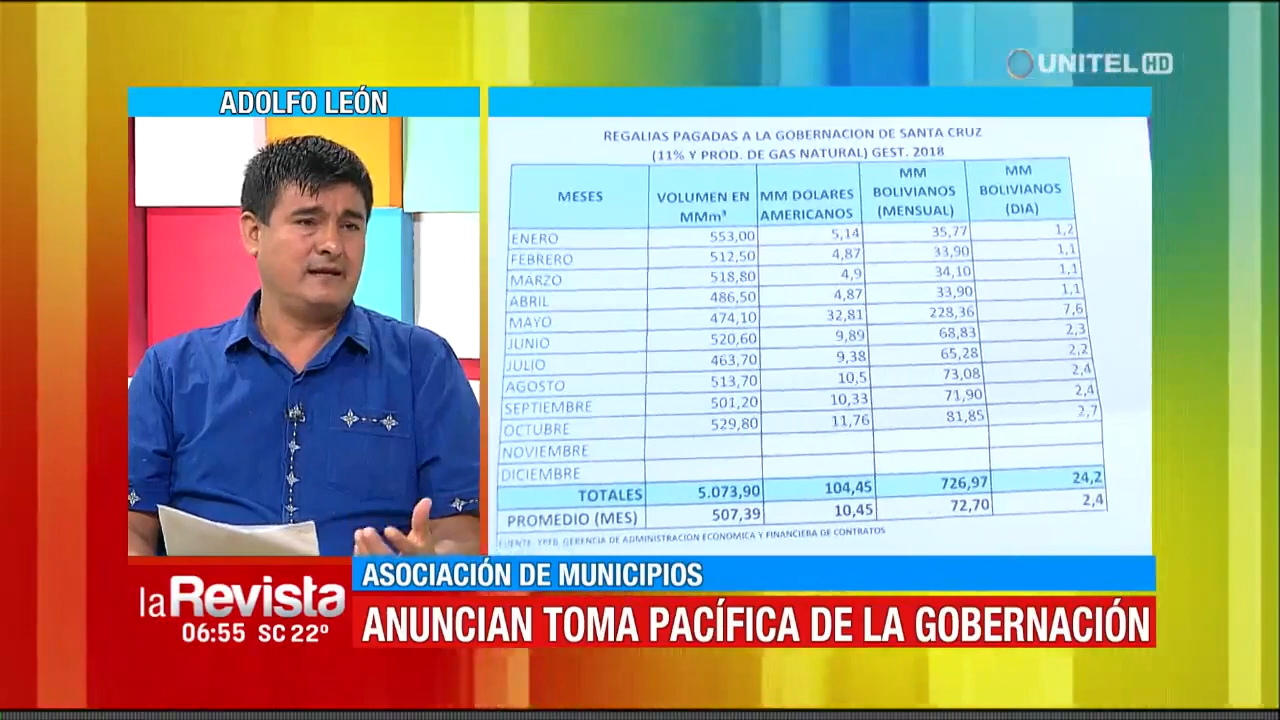 UNITEL HD
ADOLFO LEÓN
REGALIAS PAGADAS A LA GOBERNACION DE SANTA CRUZ
(11% Y PROD. DE GAS NATURAL) GEST. 2018
MESES VOLUMEN EN MMm³ MM DOLARES AMERICANOS MM BOLIVIANOS (MENSUAL) MM BOLIVIANOS (DIA)
ENERO 553,00 5,14 35,77 1,2
FEBRERO 512,50 4,87 33,90 1,1
MARZO 518,80 4,9 34,10 1,1
ABRIL 486,50 4,87 33,90 1,1
MAYO 474,10 32,81 228,36 7,6
JUNIO 520,60 9,89 68,83 2,3
JULIO 463,70 9,38 65,28 2,2
AGOSTO 513,70 10,5 73,08 2,4
SEPTIEMBRE 501,20 10,33 71,90 2,4
OCTUBRE 529,80 11,76 81,85 2,7
NOVIEMBRE
DICIEMBRE
TOTALES 5.073,90 104,45 726,97 24,2
PROMEDIO (MES) 507,39 10,45 72,70 2,4
FUENTE: YPFB, GERENCIA DE ADMINISTRACION ECONOMICA Y FINANCIERA DE CONTRATOS
ASOCIACIÓN DE MUNICIPIOS
la Revista
06:55 SC 22º
ANUNCIAN TOMA PACÍFICA DE LA GOBERNACIÓN